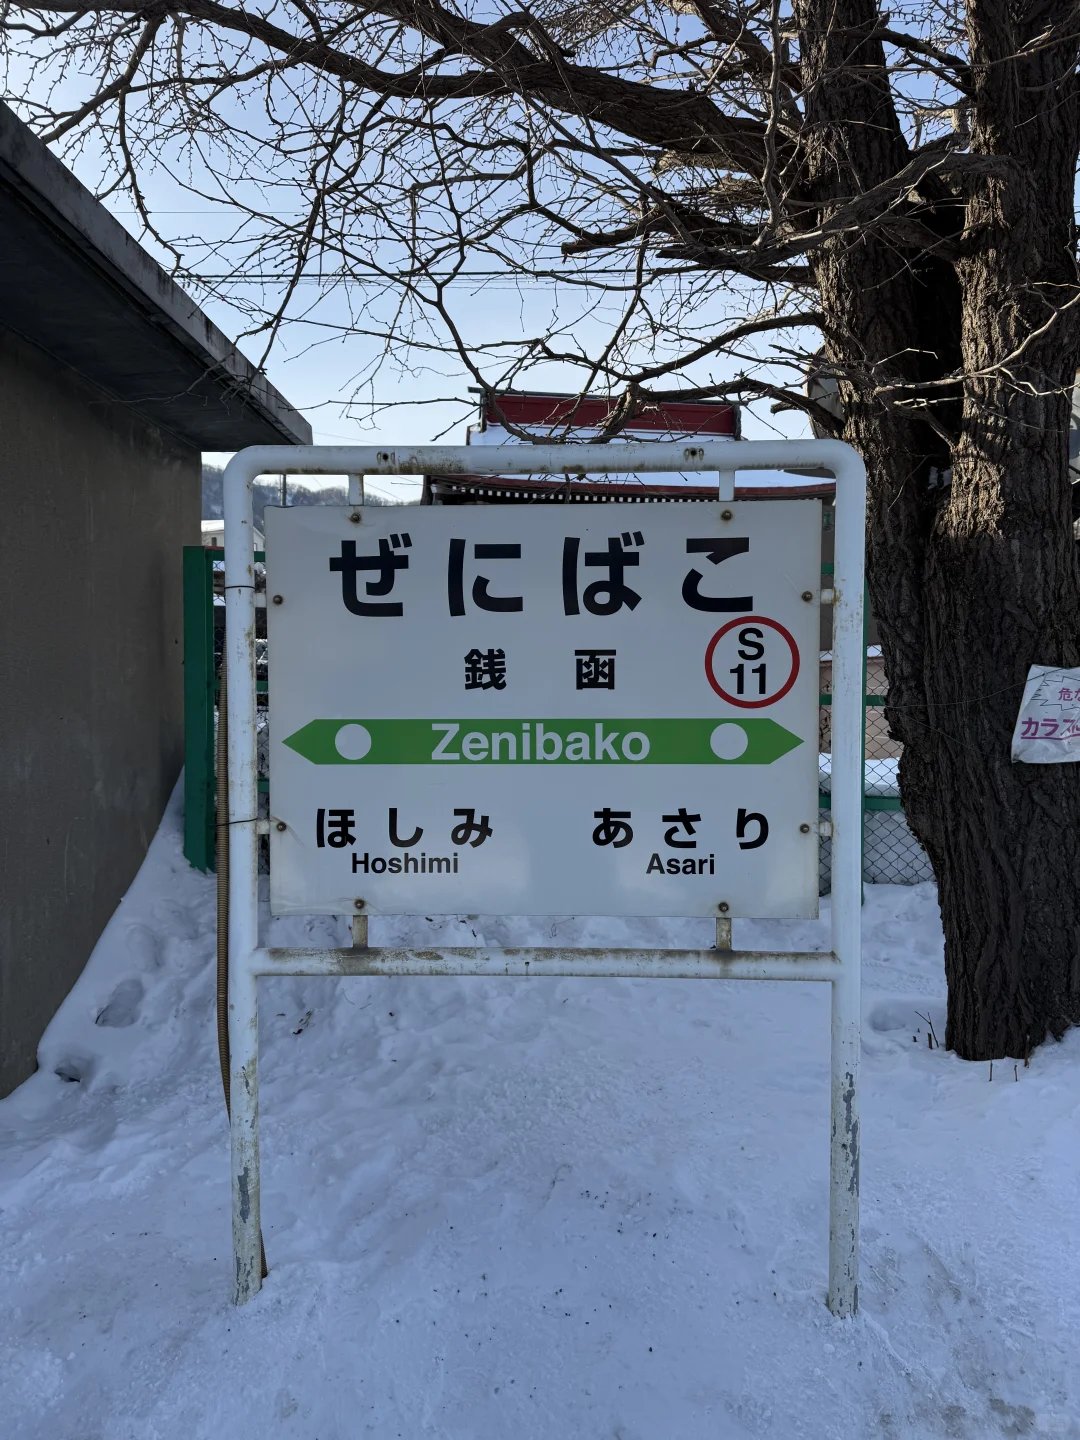 ぜにばこ
銭函
S
11
Zenibako
ほしみ あさり
Hoshimi Asari
カラス